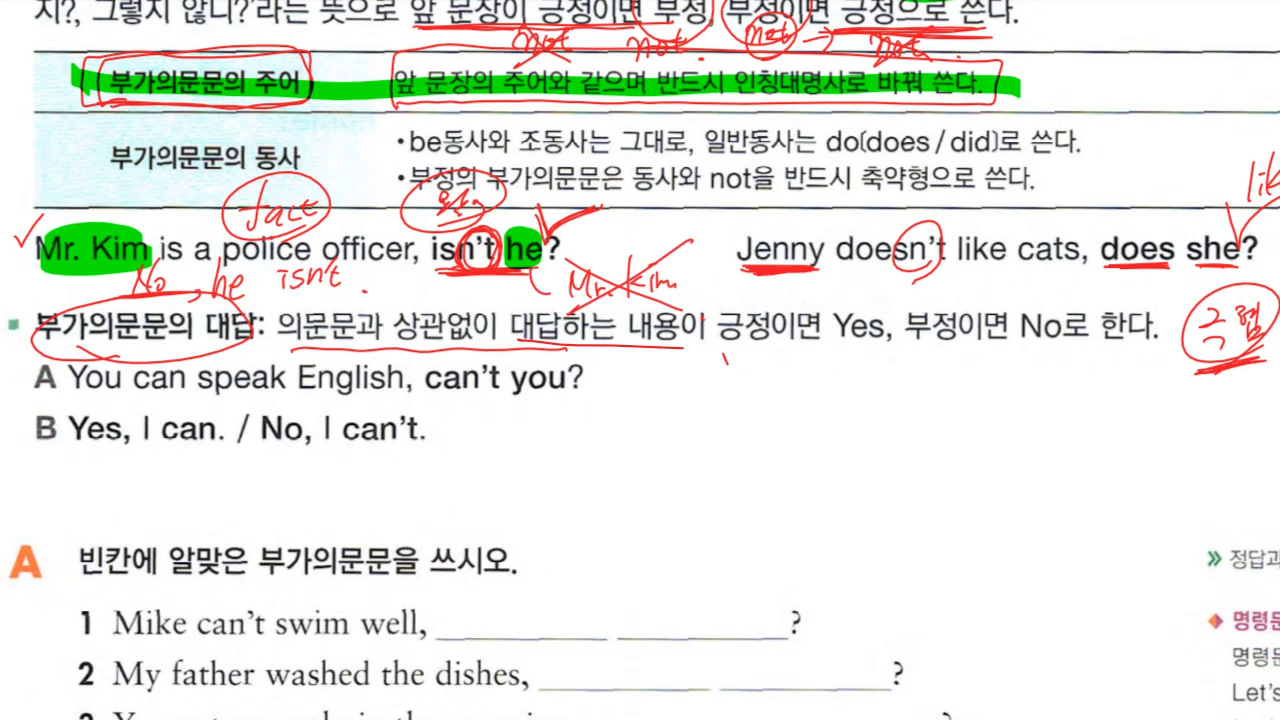 지?, 그렇지 않니?'라는 뜻으로 앞 문장이 긍정이면 부정, 부정이면 긍정으로 쓴다.
not not. not → not.
부가의문문의 주어 앞 문장의 주어와 같으며 반드시 인칭대명사로 바꿔 쓴다.
부가의문문의 동사
•be동사와 조동사는 그대로, 일반동사는 do(does / did)로 쓴다.
•부정의 부가의문문은 동사와 not을 반드시 축약형으로 쓴다.
fact
Mr. Kim is a police officer, isn't he? Jenny doesn't like cats, does she?
No, he isn't. Mr. Kim
부가의문문의 대답: 의문문과 상관없이 대답하는 내용이 긍정이면 Yes, 부정이면 No로 한다.
그럼
A You can speak English, can't you?
B Yes, I can. / No, I can't.
A 빈칸에 알맞은 부가의문문을 쓰시오.
» 정답과
1 Mike can't swim well, ________ ________?
명령문
2 My father washed the dishes, ________ ________?
명령문
Let's